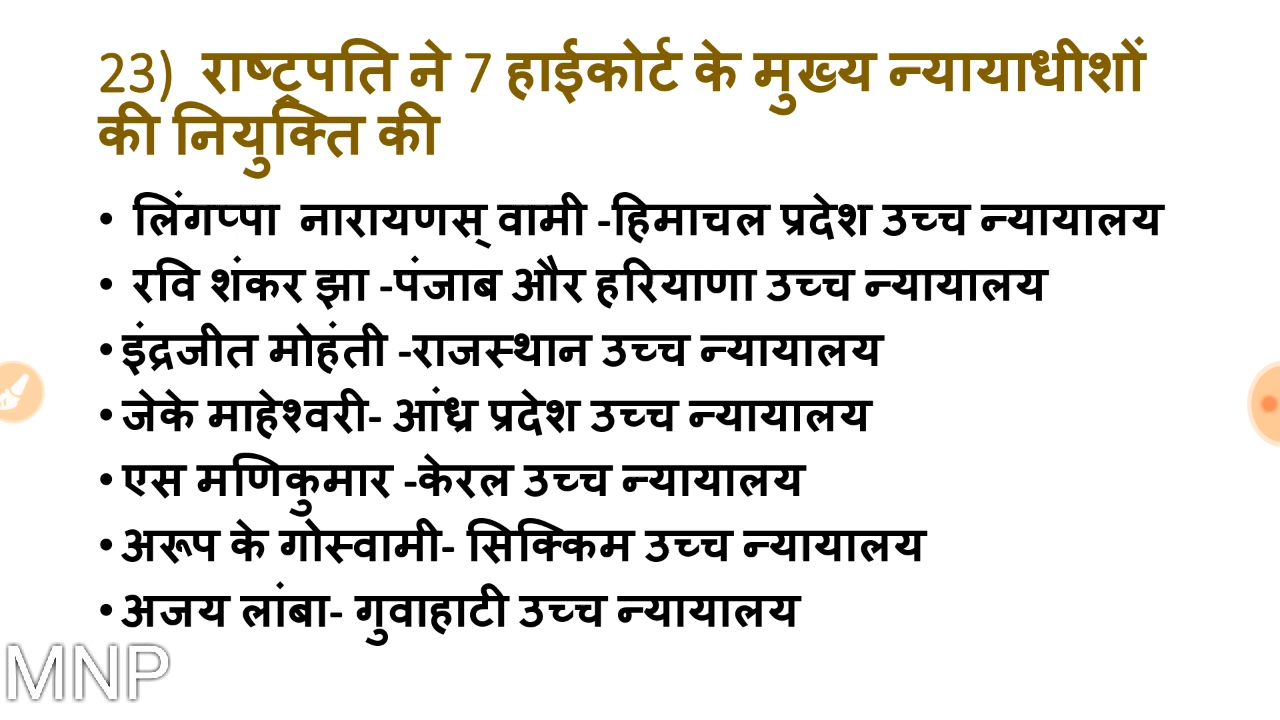 23) राष्ट्रपति ने 7 हाईकोर्ट के मुख्य न्यायाधीशों
की नियुक्ति की
• लिंगप्पा नारायणस् वामी -हिमाचल प्रदेश उच्च न्यायालय
• रवि शंकर झा -पंजाब और हरियाणा उच्च न्यायालय
• इंद्रजीत मोहंती -राजस्थान उच्च न्यायालय
• जेके माहेश्वरी- आंध्र प्रदेश उच्च न्यायालय
• एस मणिकुमार -केरल उच्च न्यायालय
• अरूप के गोस्वामी- सिक्किम उच्च न्यायालय
• अजय लांबा- गुवाहाटी उच्च न्यायालय
MNP